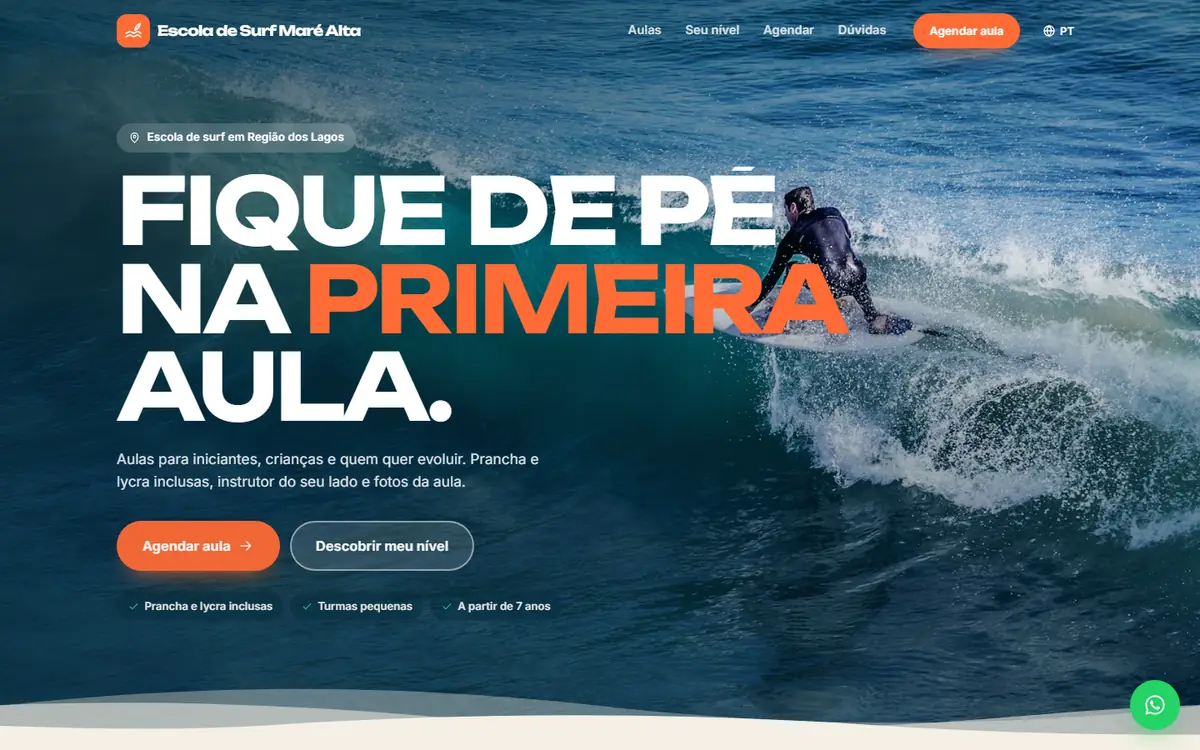 Escola de Surf Maré Alta
Aulas
Seu nível
Agendar
Dúvidas
Agendar aula
PT
Escola de surf em Região dos Lagos
FIQUE DE PÉ
NA PRIMEIRA
AULA.
Aulas para iniciantes, crianças e quem quer evoluir. Prancha e
lycra inclusas, instrutor do seu lado e fotos da aula.
Agendar aula →
Descobrir meu nível
Prancha e lycra inclusas
Turmas pequenas
A partir de 7 anos